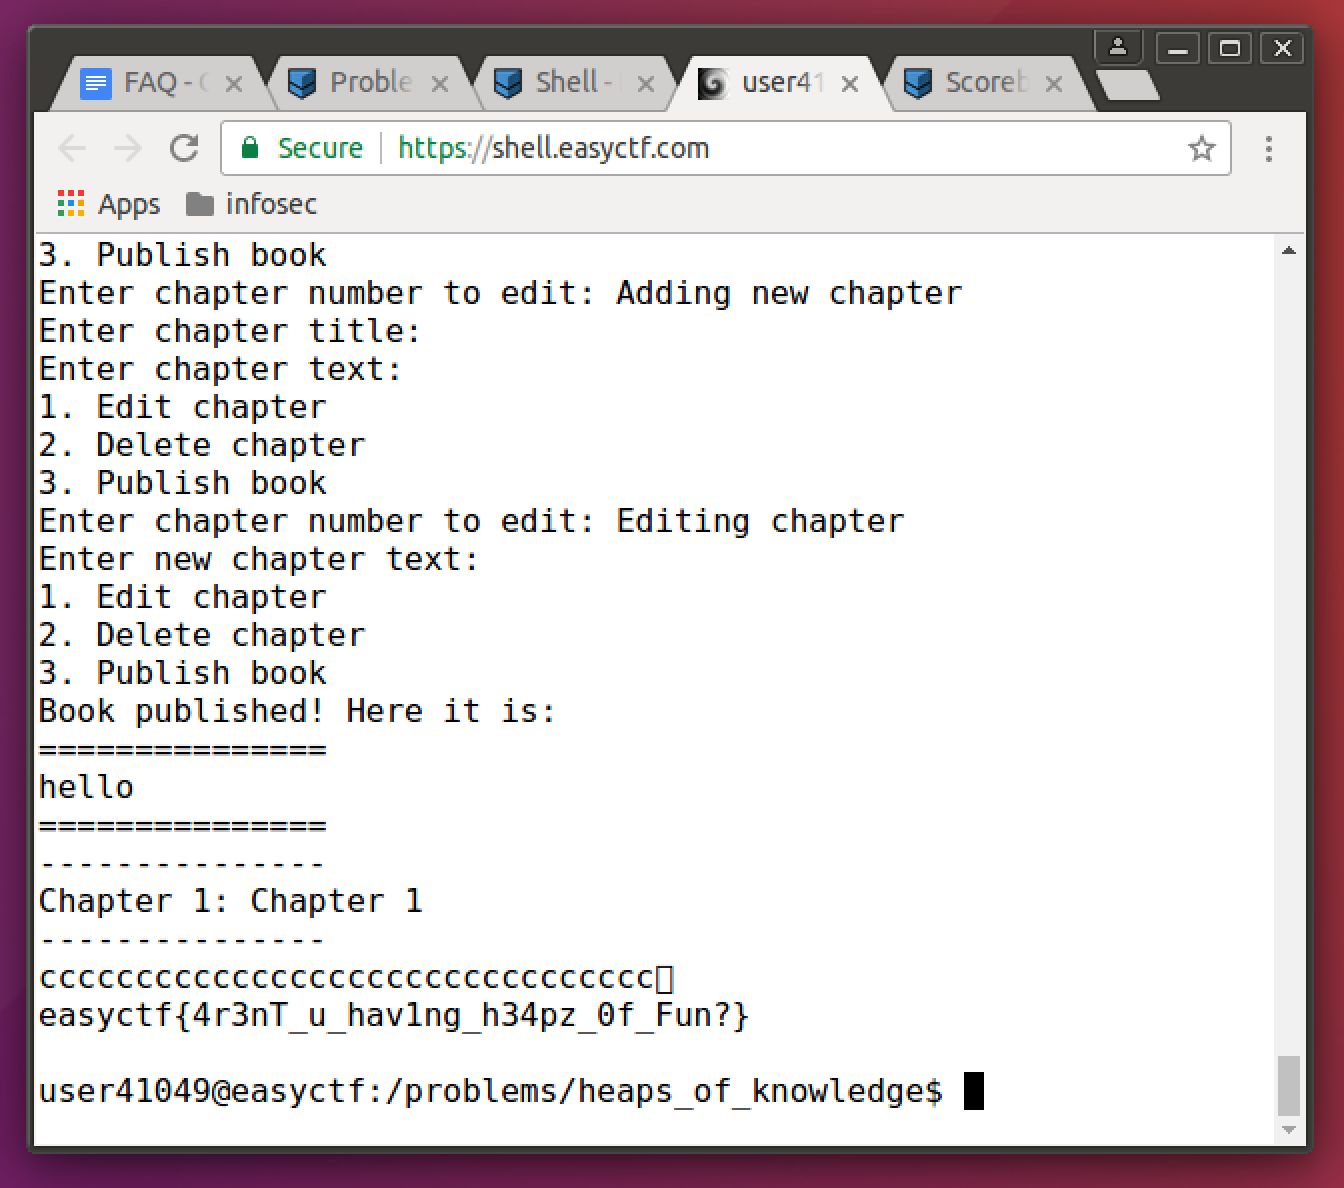 FAQ - 
Proble
Shell - 
user41
Scoreb
Secure
https://shell.easyctf.com
Apps
infosec
3. Publish book
Enter chapter number to edit: Adding new chapter
Enter chapter title:
Enter chapter text:
1. Edit chapter
2. Delete chapter
3. Publish book
Enter chapter number to edit: Editing chapter
Enter new chapter text:
1. Edit chapter
2. Delete chapter
3. Publish book
Book published! Here it is:
===============
hello
===============
---------------
Chapter 1: Chapter 1
---------------
cccccccccccccccccccccccccccccccc▯
easyctf{4r3nT_u_hav1ng_h34pz_0f_Fun?}
user41049@easyctf:/problems/heaps_of_knowledge$